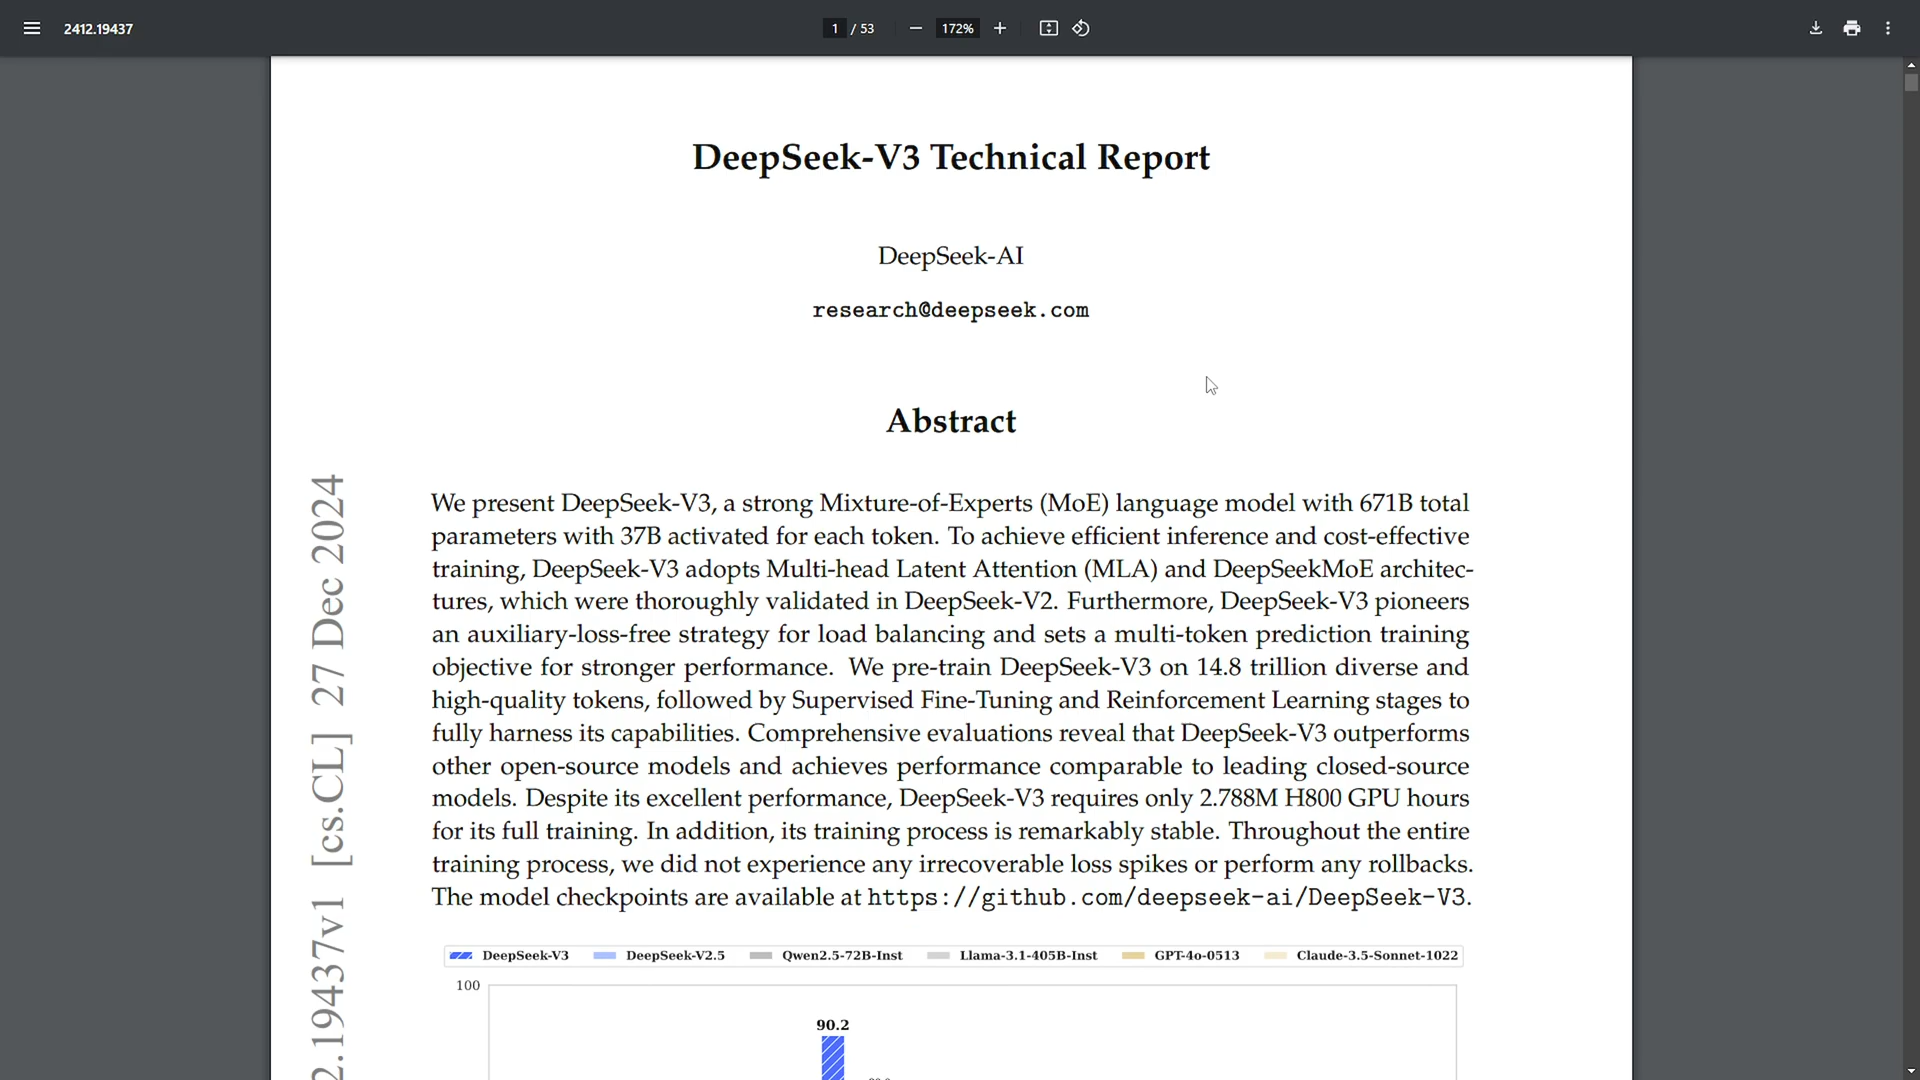 2412.19437
1 / 53
172%
DeepSeek-V3 Technical Report
DeepSeek-AI
research@deepseek.com
Abstract
We present DeepSeek-V3, a strong Mixture-of-Experts (MoE) language model with 671B total
parameters with 37B activated for each token. To achieve efficient inference and cost-effective
training, DeepSeek-V3 adopts Multi-head Latent Attention (MLA) and DeepSeekMoE architec-
tures, which were thoroughly validated in DeepSeek-V2. Furthermore, DeepSeek-V3 pioneers
an auxiliary-loss-free strategy for load balancing and sets a multi-token prediction training
objective for stronger performance. We pre-train DeepSeek-V3 on 14.8 trillion diverse and
high-quality tokens, followed by Supervised Fine-Tuning and Reinforcement Learning stages to
fully harness its capabilities. Comprehensive evaluations reveal that DeepSeek-V3 outperforms
other open-source models and achieves performance comparable to leading closed-source
models. Despite its excellent performance, DeepSeek-V3 requires only 2.788M H800 GPU hours
for its full training. In addition, its training process is remarkably stable. Throughout the entire
training process, we did not experience any irrecoverable loss spikes or perform any rollbacks.
The model checkpoints are available at https://github.com/deepseek-ai/DeepSeek-V3.
2.19437v1 [cs.CL] 27 Dec 2024
DeepSeek-V3 DeepSeek-V2.5 Qwen2.5-72B-Inst Llama-3.1-405B-Inst GPT-4o-0513 Claude-3.5-Sonnet-1022
100
90.2